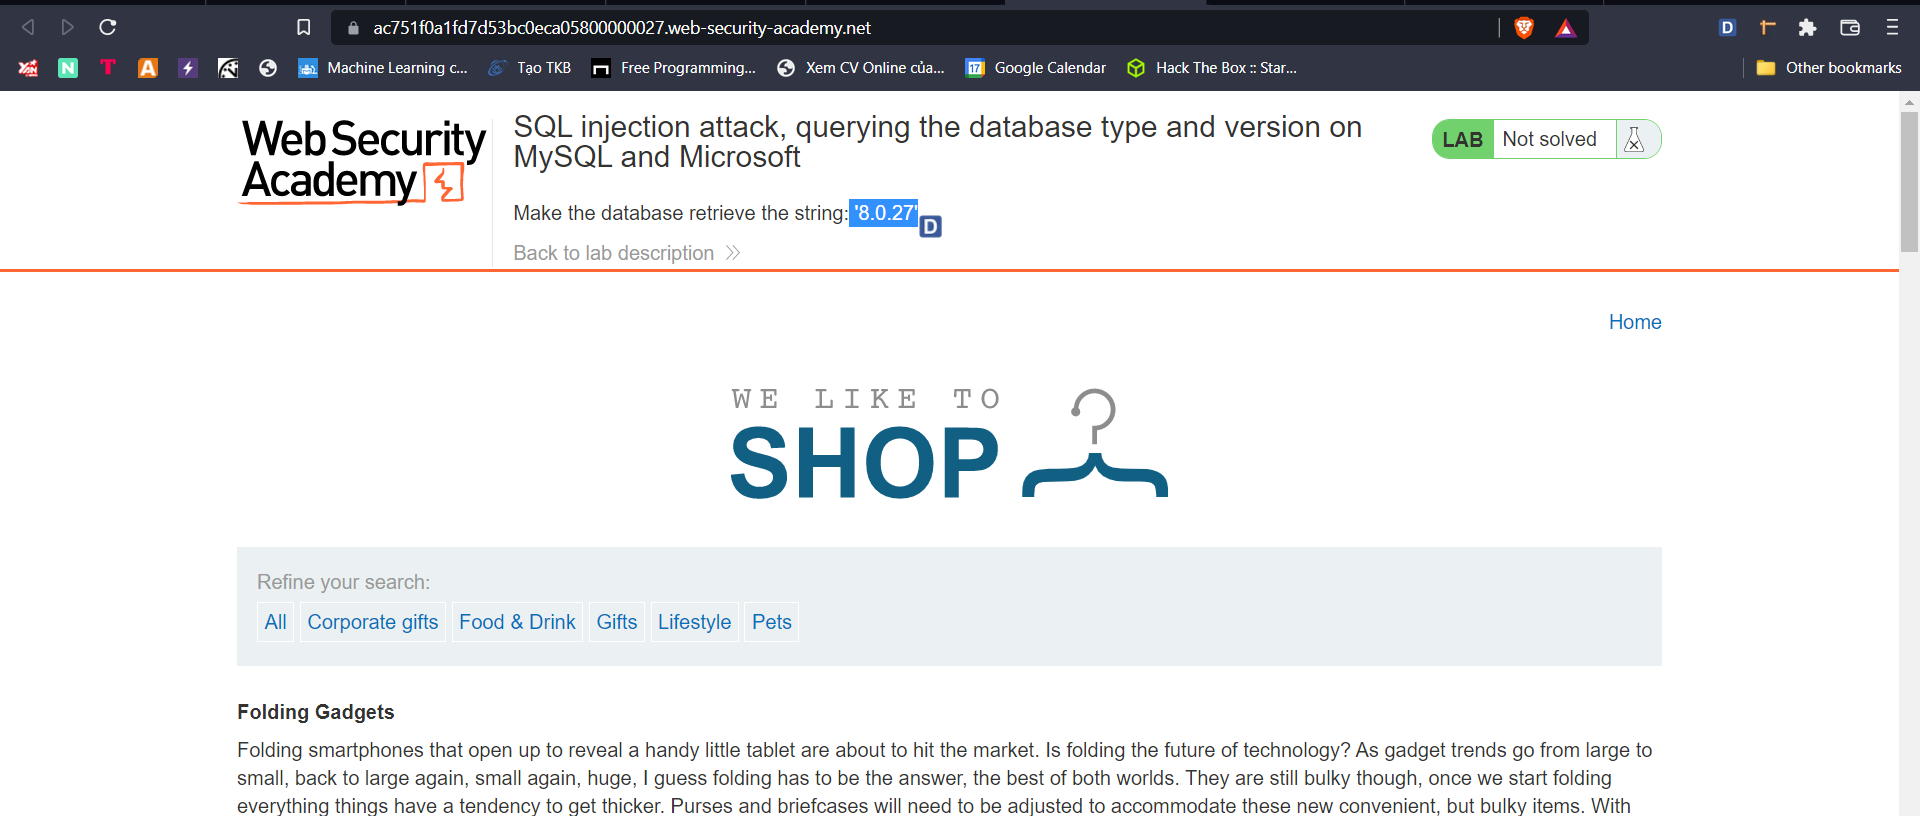 ac751f0a1fd7d53bc0eca05800000027.web-security-academy.net
Machine Learning c...
Tạo TKB
Free Programming...
Xem CV Online của...
17
Google Calendar
Hack The Box :: Star...
Other bookmarks
Web Security
Academy
SQL injection attack, querying the database type and version on
MySQL and Microsoft
LAB Not solved
Make the database retrieve the string: '8.0.27'
D
Back to lab description
Home
WE LIKE TO
SHOP
Refine your search:
All Corporate gifts Food & Drink Gifts Lifestyle Pets
Folding Gadgets
Folding smartphones that open up to reveal a handy little tablet are about to hit the market. Is folding the future of technology? As gadget trends go from large to
small, back to large again, small again, huge, I guess folding has to be the answer, the best of both worlds. They are still bulky though, once we start folding
everything things have a tendency to get thicker. Purses and briefcases will need to be adjusted to accommodate these new convenient, but bulky items. With